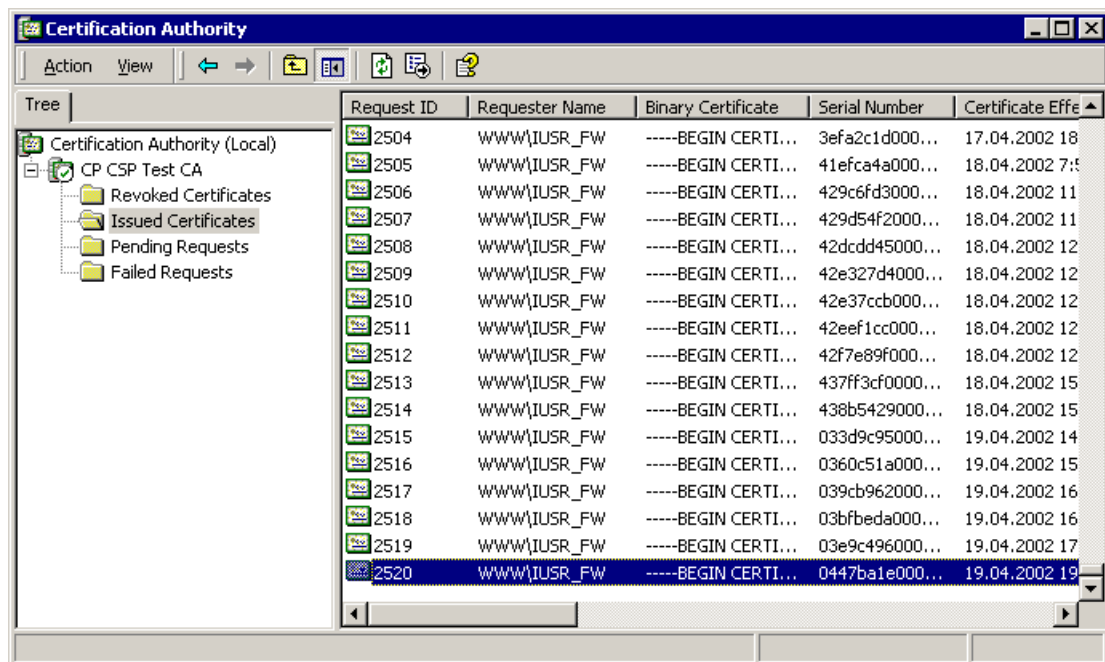 Certification Authority
Action View
Tree
Request ID Requester Name Binary Certificate Serial Number Certificate Effe
Certification Authority (Local)
CP CSP Test CA
Revoked Certificates
Issued Certificates
Pending Requests
Failed Requests
2504 WWW\IUSR_FW -----BEGIN CERTI... 3efa2c1d000... 17.04.2002 18
2505 WWW\IUSR_FW -----BEGIN CERTI... 41efca4a000... 18.04.2002 7:5
2506 WWW\IUSR_FW -----BEGIN CERTI... 429c6fd3000... 18.04.2002 11
2507 WWW\IUSR_FW -----BEGIN CERTI... 429d54f2000... 18.04.2002 11
2508 WWW\IUSR_FW -----BEGIN CERTI... 42dcdd45000... 18.04.2002 12
2509 WWW\IUSR_FW -----BEGIN CERTI... 42e327d4000... 18.04.2002 12
2510 WWW\IUSR_FW -----BEGIN CERTI... 42e37ccb000... 18.04.2002 12
2511 WWW\IUSR_FW -----BEGIN CERTI... 42eef1cc000... 18.04.2002 12
2512 WWW\IUSR_FW -----BEGIN CERTI... 42f7e89f000... 18.04.2002 12
2513 WWW\IUSR_FW -----BEGIN CERTI... 437ff3cf0000... 18.04.2002 15
2514 WWW\IUSR_FW -----BEGIN CERTI... 438b5429000... 18.04.2002 15
2515 WWW\IUSR_FW -----BEGIN CERTI... 033d9c95000... 19.04.2002 14
2516 WWW\IUSR_FW -----BEGIN CERTI... 0360c51a000... 19.04.2002 15
2517 WWW\IUSR_FW -----BEGIN CERTI... 039cb962000... 19.04.2002 16
2518 WWW\IUSR_FW -----BEGIN CERTI... 03bfbeda000... 19.04.2002 16
2519 WWW\IUSR_FW -----BEGIN CERTI... 03e9c496000... 19.04.2002 17
2520 WWW\IUSR_FW -----BEGIN CERTI... 0447ba1e000... 19.04.2002 19